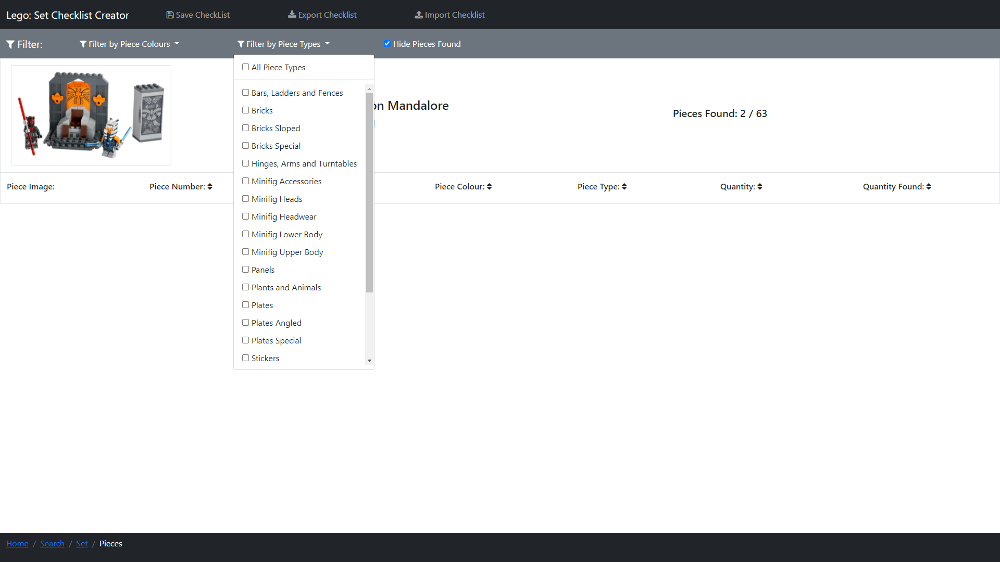 Lego: Set Checklist Creator
Save CheckList
Export Checklist
Import Checklist
Filter:
Filter by Piece Colours
Filter by Piece Types
Hide Pieces Found
All Piece Types
Bars, Ladders and Fences
Bricks
Bricks Sloped
Bricks Special
Hinges, Arms and Turntables
Minifig Accessories
Minifig Heads
Minifig Headwear
Minifig Lower Body
Minifig Upper Body
Panels
Plants and Animals
Plates
Plates Angled
Plates Special
Stickers
on Mandalore
Pieces Found: 2 / 63
Piece Image:
Piece Number:
Piece Colour:
Piece Type:
Quantity:
Quantity Found:
Home / Search / Set / Pieces